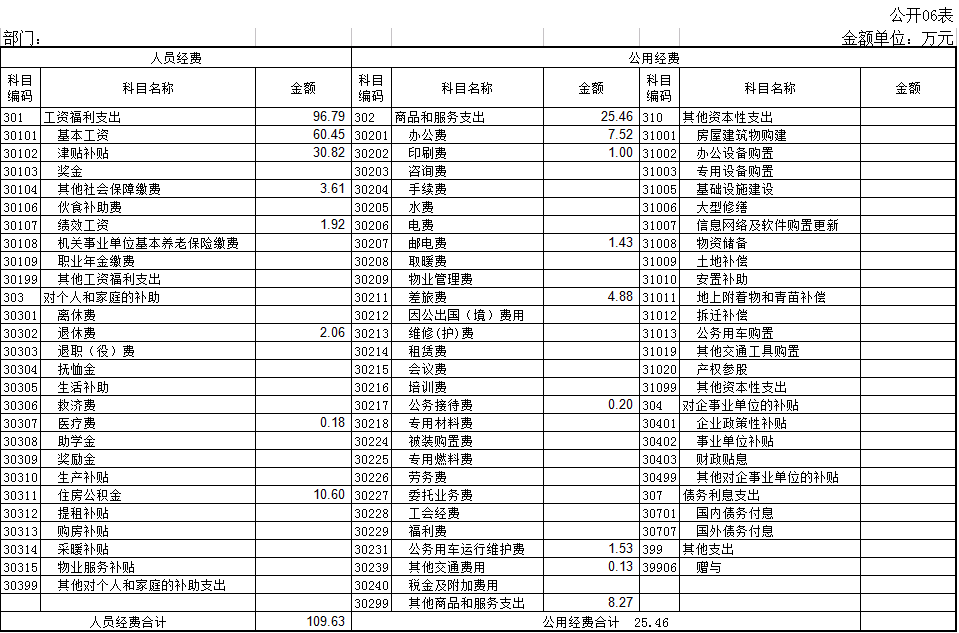 公开06表
部门： 金额单位：万元
人员经费 公用经费
科目编码 科目名称 金额 科目编码 科目名称 金额 科目编码 科目名称 金额
301 工资福利支出 96.79 302 商品和服务支出 25.46 310 其他资本性支出
30101 基本工资 60.45 30201 办公费 7.52 31001 房屋建筑物购建
30102 津贴补贴 30.82 30202 印刷费 1.00 31002 办公设备购置
30103 奖金 30203 咨询费 31003 专用设备购置
30104 其他社会保障缴费 3.61 30204 手续费 31005 基础设施建设
30106 伙食补助费 30205 水费 31006 大型修缮
30107 绩效工资 1.92 30206 电费 31007 信息网络及软件购置更新
30108 机关事业单位基本养老保险缴费 30207 邮电费 1.43 31008 物资储备
30109 职业年金缴费 30208 取暖费 31009 土地补偿
30199 其他工资福利支出 30209 物业管理费 31010 安置补助
303 对个人和家庭的补助 30211 差旅费 4.88 31011 地上附着物和青苗补偿
30301 离休费 30212 因公出国（境）费用 31012 拆迁补偿
30302 退休费 2.06 30213 维修(护)费 31013 公务用车购置
30303 退职（役）费 30214 租赁费 31019 其他交通工具购置
30304 抚恤金 30215 会议费 31020 产权参股
30305 生活补助 30216 培训费 31099 其他资本性支出
30306 救济费 30217 公务接待费 0.20 304 对企事业单位的补贴
30307 医疗费 0.18 30218 专用材料费 30401 企业政策性补贴
30308 助学金 30224 被装购置费 30402 事业单位补贴
30309 奖励金 30225 专用燃料费 30403 财政贴息
30310 生产补贴 30226 劳务费 30499 其他对企事业单位的补贴
30311 住房公积金 10.60 30227 委托业务费 307 债务利息支出
30312 提租补贴 30228 工会经费 30701 国内债务付息
30313 购房补贴 30229 福利费 30707 国外债务付息
30314 采暖补贴 30231 公务用车运行维护费 1.53 399 其他支出
30315 物业服务补贴 30239 其他交通费用 0.13 39906 赠与
30399 其他对个人和家庭的补助支出 30240 税金及附加费用
30299 其他商品和服务支出 8.27
人员经费合计 109.63 公用经费合计 25.46